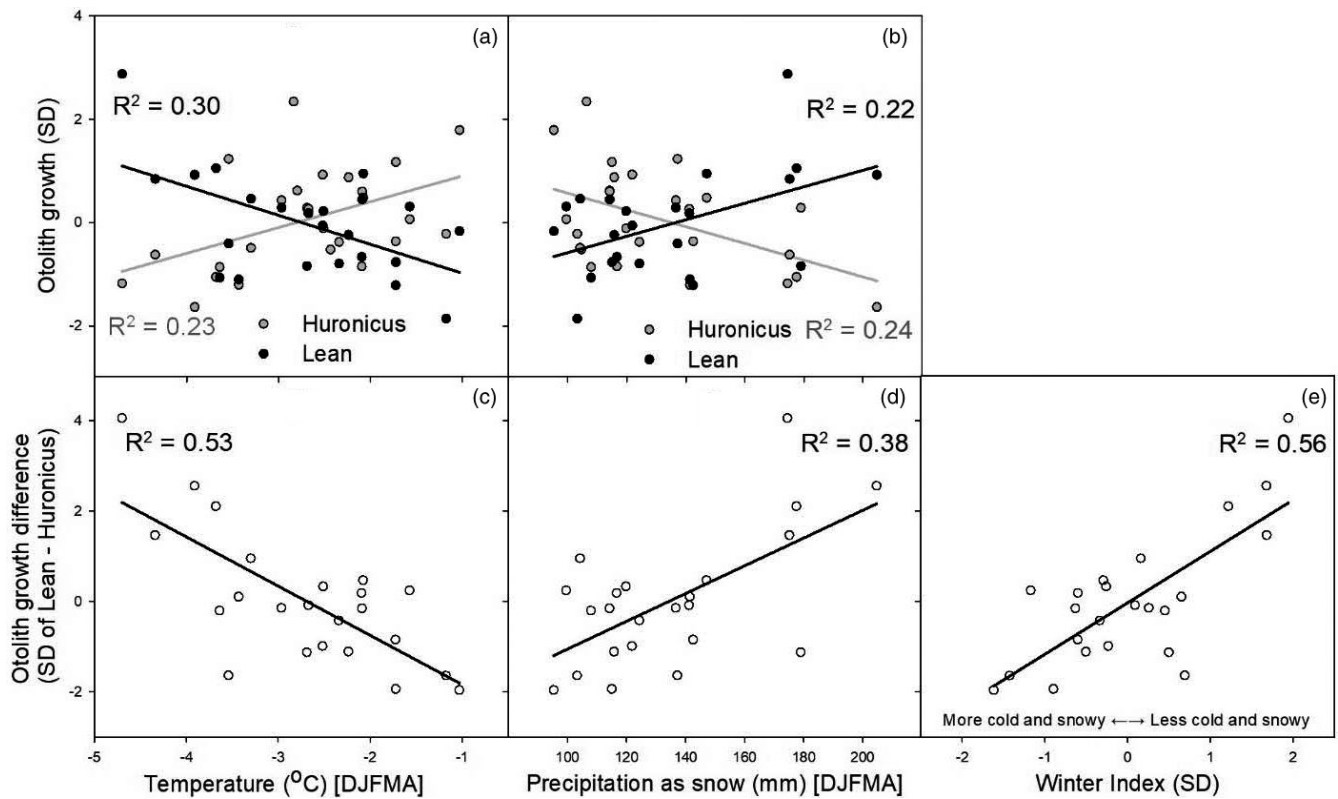 (a)
(b)
4
2
0
-2
Otolith growth (SD)
R² = 0.30
R² = 0.23
Huronicus
Lean
R² = 0.22
Huronicus
Lean
R² = 0.24
(c)
(d)
(e)
4
2
0
-2
Otolith growth difference
(SD of Lean - Huronicus)
R² = 0.53
R² = 0.38
R² = 0.56
More cold and snowy ←→ Less cold and snowy
-5 -4 -3 -2 -1
100 120 140 160 180 200
-2 -1 0 1 2
Temperature (⁰C) [DJFMA]
Precipitation as snow (mm) [DJFMA]
Winter Index (SD)